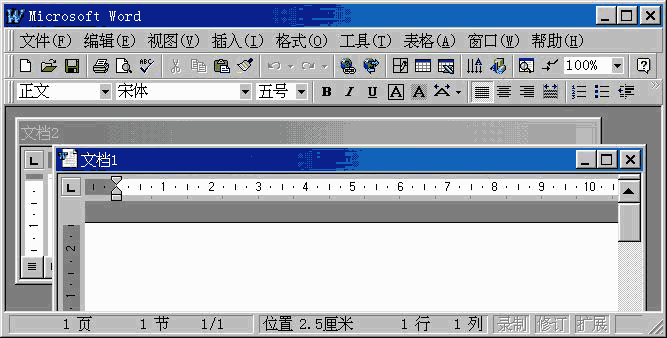 Microsoft Word
文件(F) 编辑(E) 视图(V) 插入(I) 格式(O) 工具(T) 表格(A) 窗口(W) 帮助(H)
ABC 100%
正文 宋体 五号 B I U A A A
文档2
文档1
1 2 3 4 5 6 7 8 9 10
1
2
1
1 页 1 节 1/1 位置 2.5厘米 1 行 1 列 录制 修订 扩展